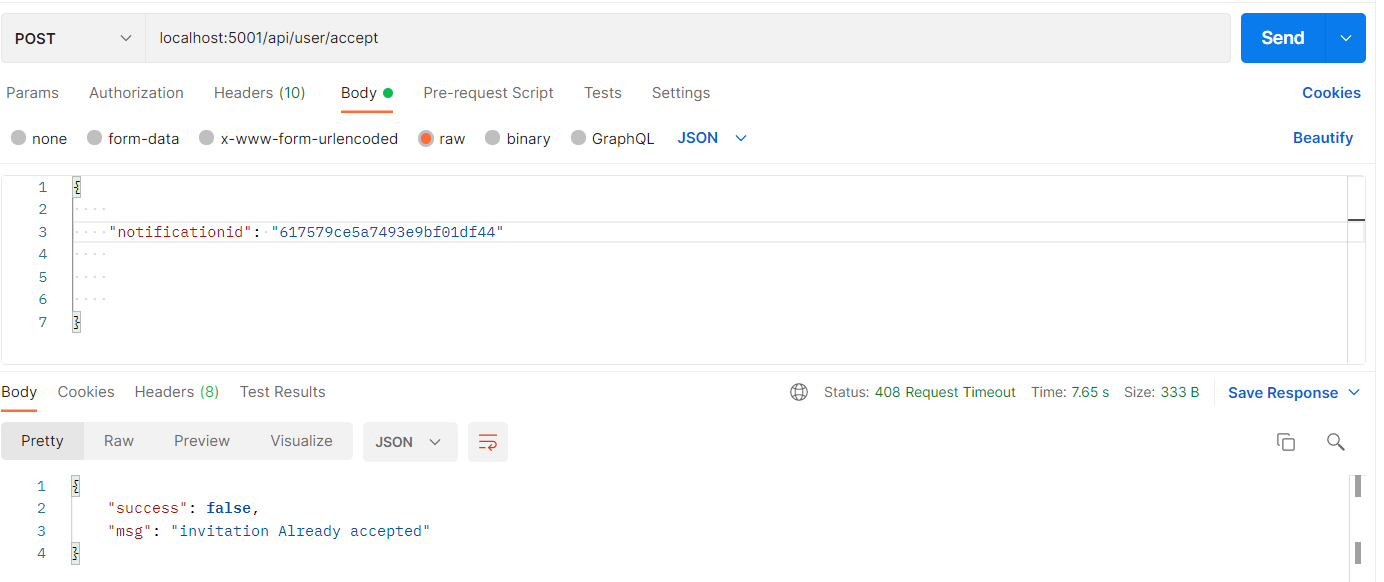 POST localhost:5001/api/user/accept Send
Params Authorization Headers (10) Body Pre-request Script Tests Settings Cookies
none form-data x-www-form-urlencoded raw binary GraphQL JSON Beautify
1 {
2
3 "notificationid": "617579ce5a7493e9bf01df44"
4
5
6
7 }
Body Cookies Headers (8) Test Results Status: 408 Request Timeout Time: 7.65 s Size: 333 B Save Response
Pretty Raw Preview Visualize JSON
1 {
2 "success": false,
3 "msg": "invitation Already accepted"
4 }